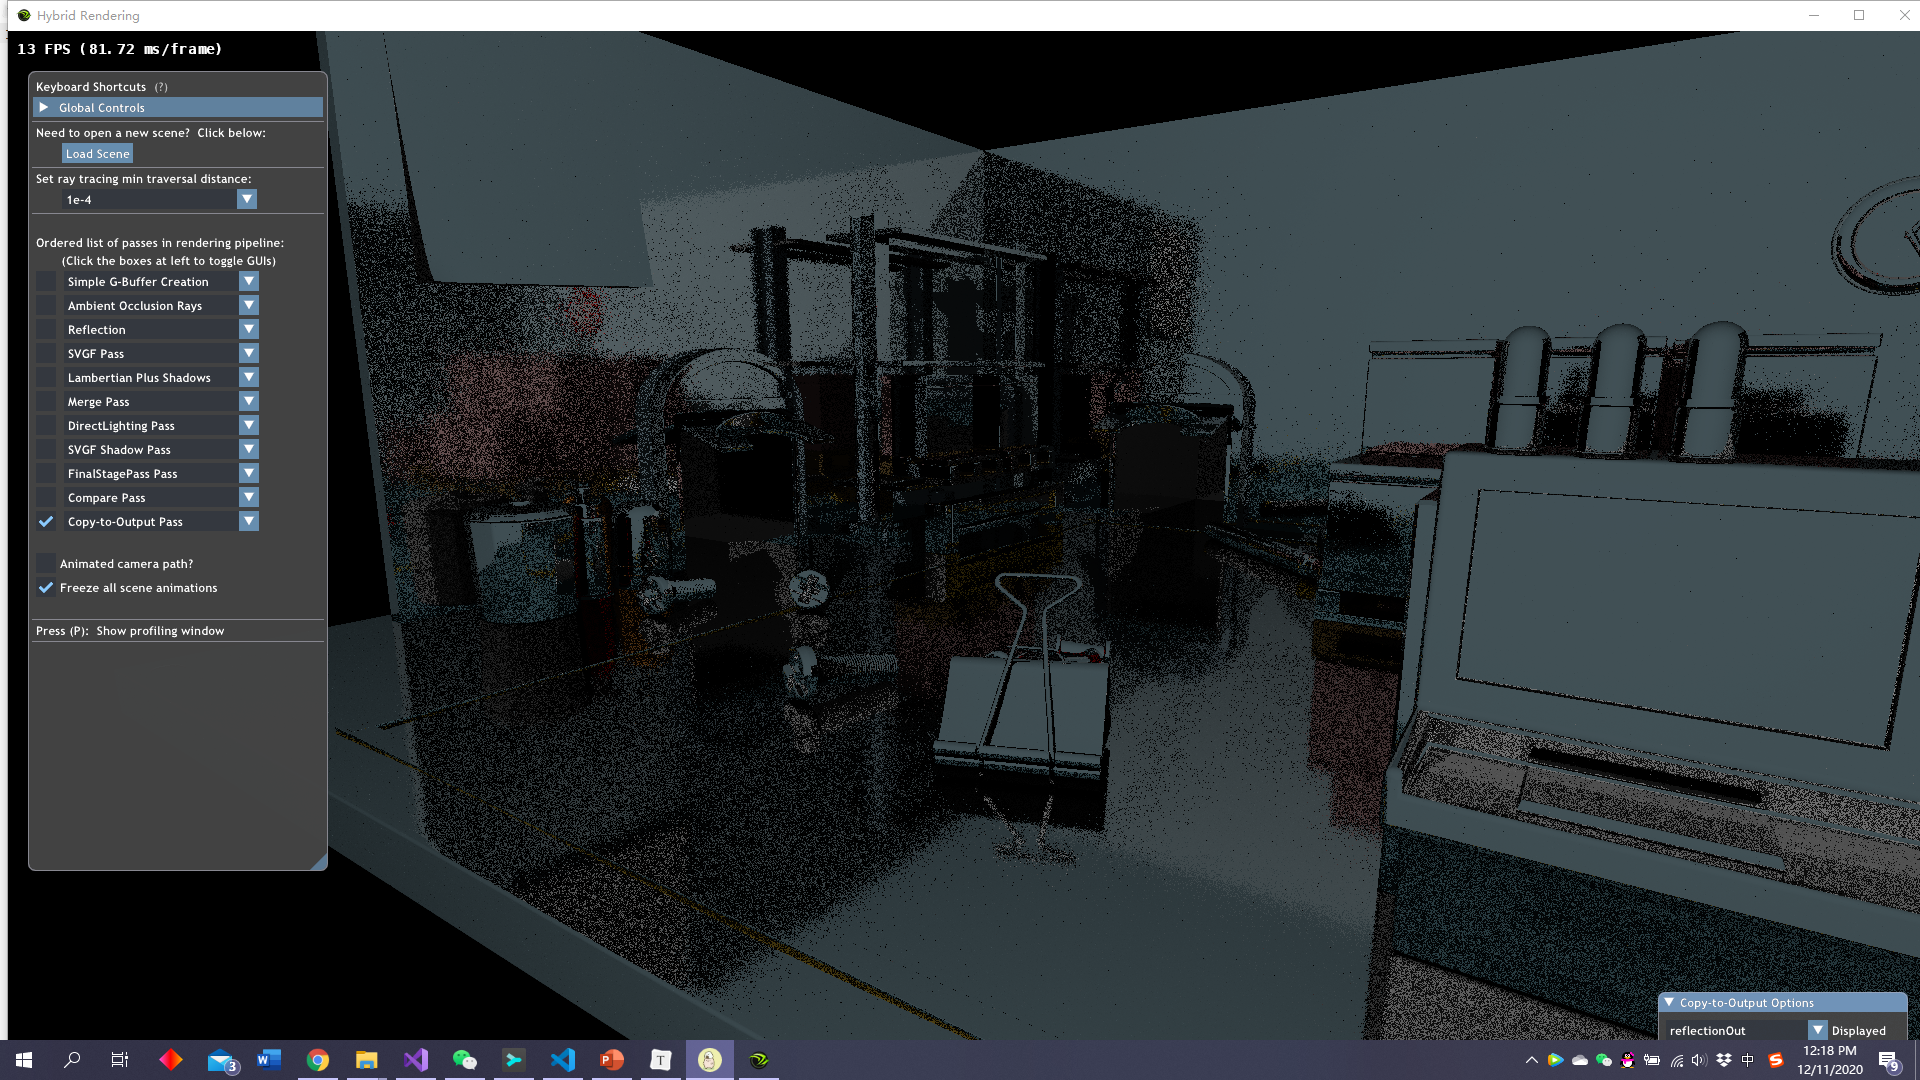 Hybrid Rendering
13 FPS (81.72 ms/frame)
Keyboard Shortcuts (?)
Global Controls
Need to open a new scene? Click below:
Load Scene
Set ray tracing min traversal distance:
1e-4
Ordered list of passes in rendering pipeline:
(Click the boxes at left to toggle GUIs)
Simple G-Buffer Creation
Ambient Occlusion Rays
Reflection
SVGF Pass
Lambertian Plus Shadows
Merge Pass
DirectLighting Pass
SVGF Shadow Pass
FinalStagePass Pass
Compare Pass
Copy-to-Output Pass
Animated camera path?
Freeze all scene animations
Press (P): Show profiling window
Copy-to-Output Options
reflectionOut Displayed
3
W
P
T
中
S
12:18 PM
12/11/2020
9